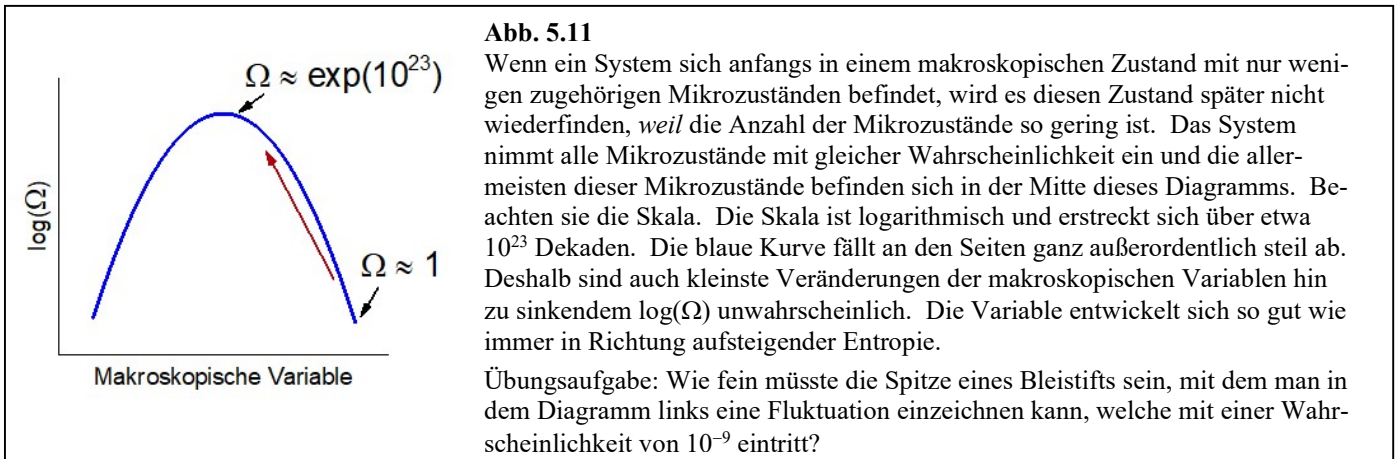 Ω ≈ exp(10²³)
log(Ω)
Ω ≈ 1
Makroskopische Variable
Abb. 5.11
Wenn ein System sich anfangs in einem makroskopischen Zustand mit nur weni-
gen zugehörigen Mikrozuständen befindet, wird es diesen Zustand später nicht
wiederfinden, weil die Anzahl der Mikrozustände so gering ist.  Das System
nimmt alle Mikrozustände mit gleicher Wahrscheinlichkeit ein und die aller-
meisten dieser Mikrozustände befinden sich in der Mitte dieses Diagramms.  Be-
achten sie die Skala.  Die Skala ist logarithmisch und erstreckt sich über etwa
10²³ Dekaden.  Die blaue Kurve fällt an den Seiten ganz außerordentlich steil ab.
Deshalb sind auch kleinste Veränderungen der makroskopischen Variablen hin
zu sinkendem log(Ω) unwahrscheinlich.  Die Variable entwickelt sich so gut wie
immer in Richtung aufsteigender Entropie.
Übungsaufgabe: Wie fein müsste die Spitze eines Bleistifts sein, mit dem man in
dem Diagramm links eine Fluktuation einzeichnen kann, welche mit einer Wahr-
scheinlichkeit von 10⁻⁹ eintritt?